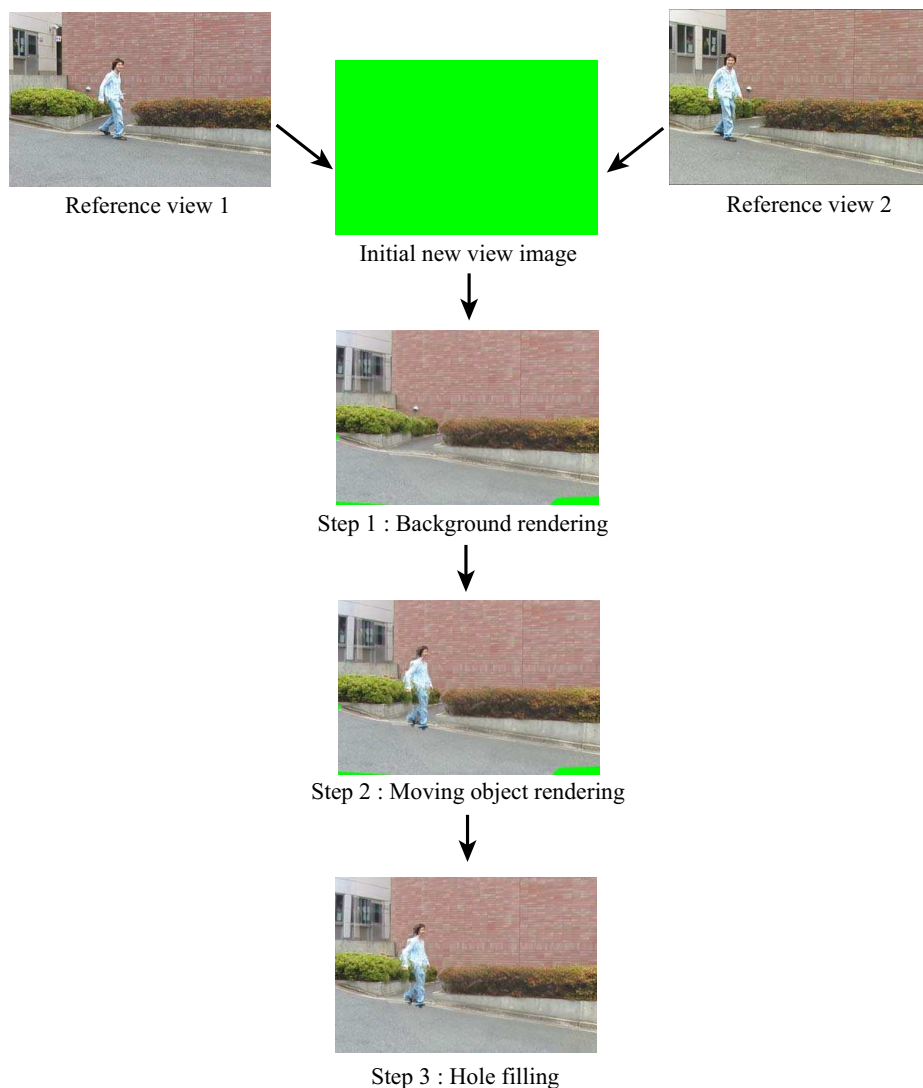 Reference view 1
Reference view 2
Initial new view image
Step 1 : Background rendering
Step 2 : Moving object rendering
Step 3 : Hole filling